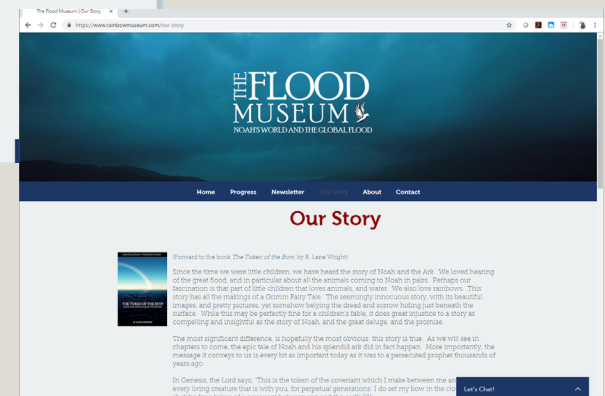 The Flood Museum | Our Story
https://www.rainbowmuseum.com/our-story
THE FLOOD
MUSEUM
NOAH'S WORLD AND THE GLOBAL FLOOD
Home Progress Newsletter Our Story About Contact
Our Story
(Forward to the book The Token of the Bow, by R. Lane Wright)
Since the time we were little children, we have heard the story of Noah and the Ark. We loved hearing
of the great flood, and in particular about all the animals coming to Noah in pairs. Perhaps our
fascination is that part of little children that loves animals, and water. We also love rainbows. This
story has all the makings of a Grimm Fairy Tale. The seemingly innocuous story, with its beautiful
images, and pretty pictures, yet somehow belying the dread and sorrow hiding just beneath the
surface. While this may be perfectly fine for a children's fable, it does great injustice to a story as
compelling and insightful as the story of Noah, and the great deluge, and the promise.
THE TOKEN OF THE BOW
The most significant difference, is hopefully the most obvious: this story is true. As we will see in
chapters to come, the epic tale of Noah and his splendid ark did in fact happen. More importantly, the
message it conveys to us is every bit as important today as it was to a persecuted prophet thousands of
years ago.
In Genesis, the Lord says, "This is the token of the covenant which I make between me an
every living creature that is with you, for perpetual generations. I do set my bow in the clo
Let's Chat!